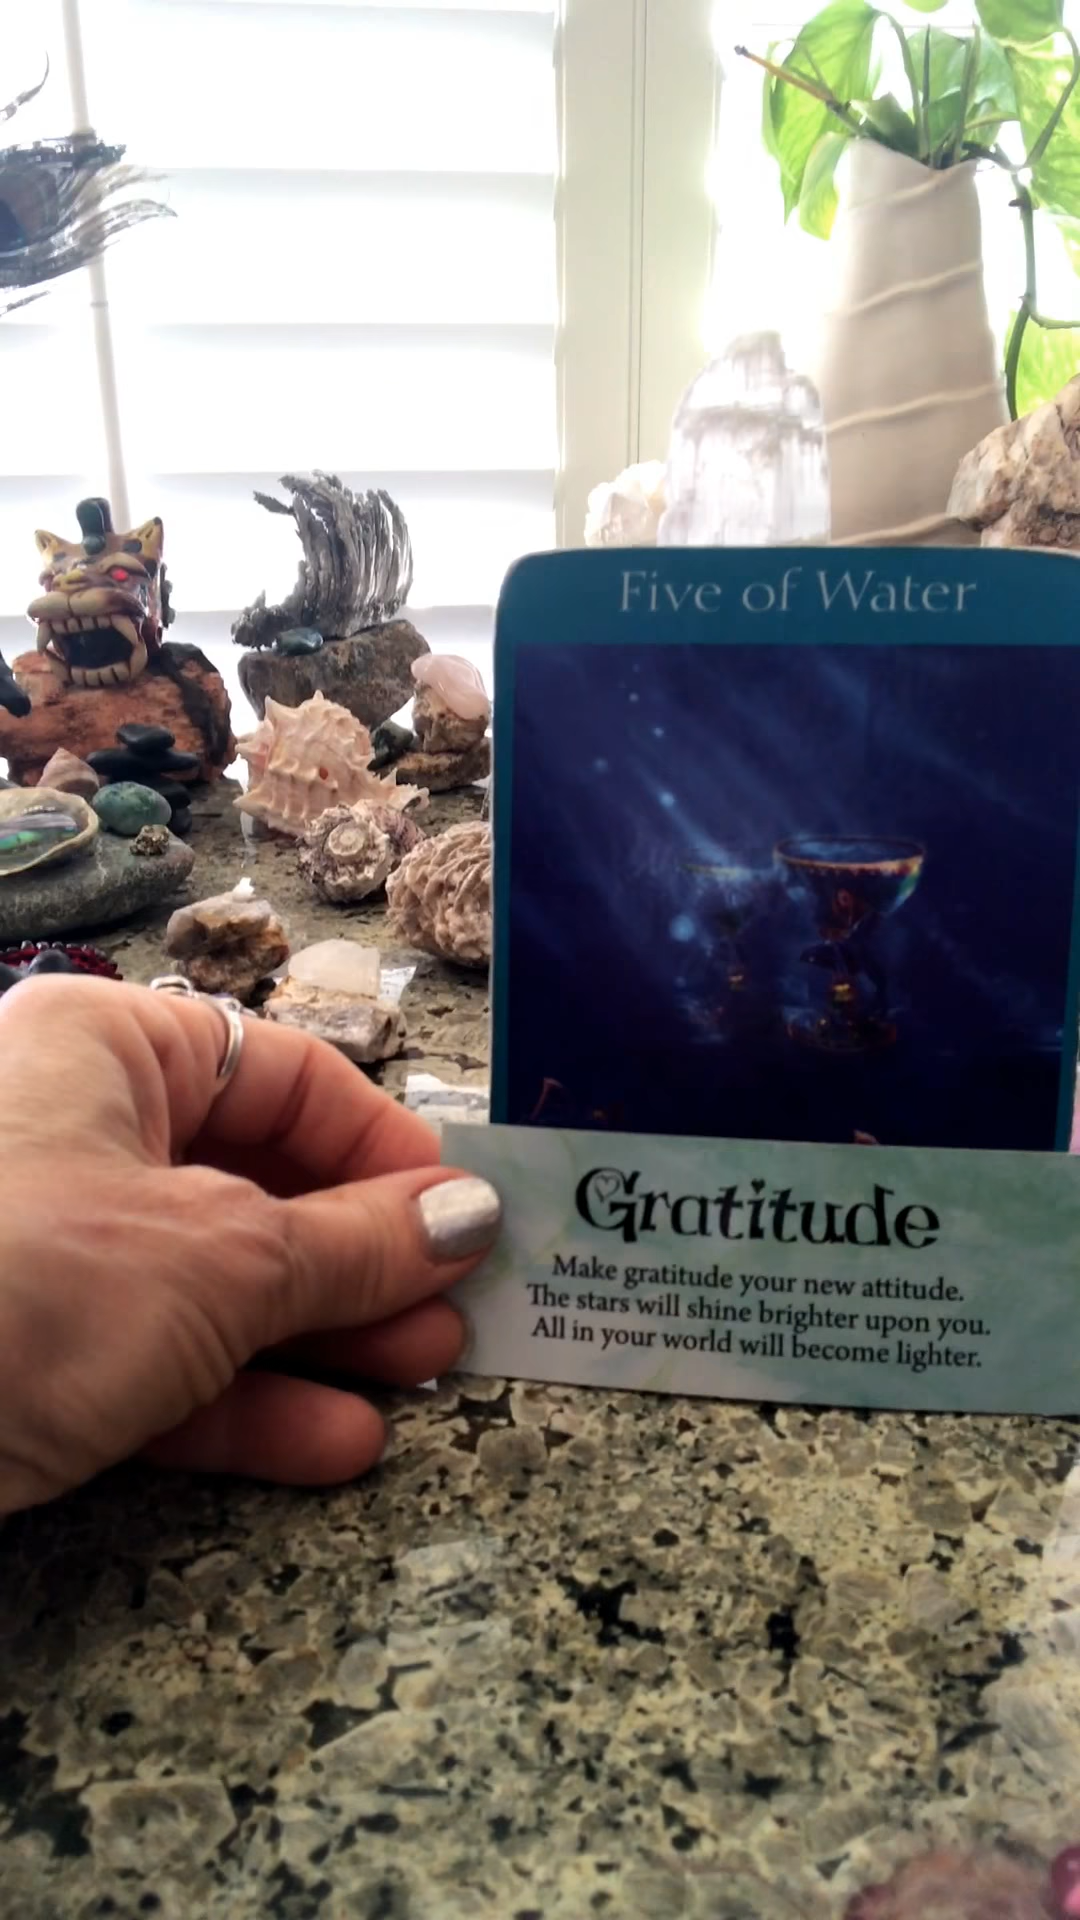 Five of Water
Gratitude
Make gratitude your new attitude.
The stars will shine brighter upon you.
All in your world will become lighter.